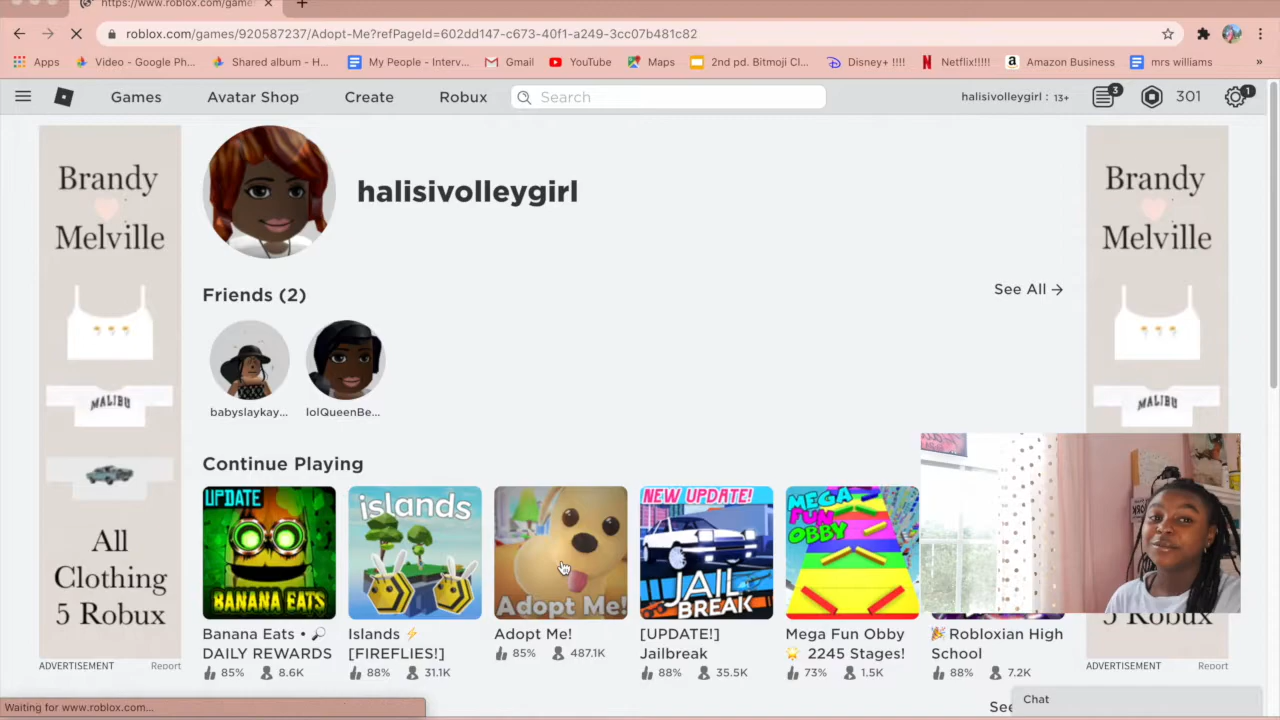 https://www.roblox.com/game
roblox.com/games/920587237/Adopt-Me?refPageId=602dd147-c673-40f1-a249-3cc07b481c82
Apps Video - Google Ph... Shared album - H... My People - Interv... Gmail YouTube Maps 2nd pd. Bitmoji Cl... Disney+ !!!! Netflix!!!!! Amazon Business mrs williams »
Games Avatar Shop Create Robux Search halisivolleygirl : 13+ 3 301 1
Brandy
Melville
MALIBU
All
Clothing
5 Robux
ADVERTISEMENT Report
halisivolleygirl
Friends (2)
See All →
babyslaykay... lolQueenBe...
Continue Playing
UPDATE
BANANA EATS
islands
Adopt Me!
NEW UPDATE!
JAIL
BREAK
MEGA
FUN
OBBY
Banana Eats • 🔎
DAILY REWARDS
85% 8.6K
Islands ⚡
[FIREFLIES!]
88% 31.1K
Adopt Me!
85% 487.1K
[UPDATE!]
Jailbreak
88% 35.5K
Mega Fun Obby
🌟 2245 Stages!
73% 1.5K
🎉 Robloxian High
School
88% 7.2K
Brandy
Melville
MALIBU
5 Robux
ADVERTISEMENT Report
Chat
Waiting for www.roblox.com...